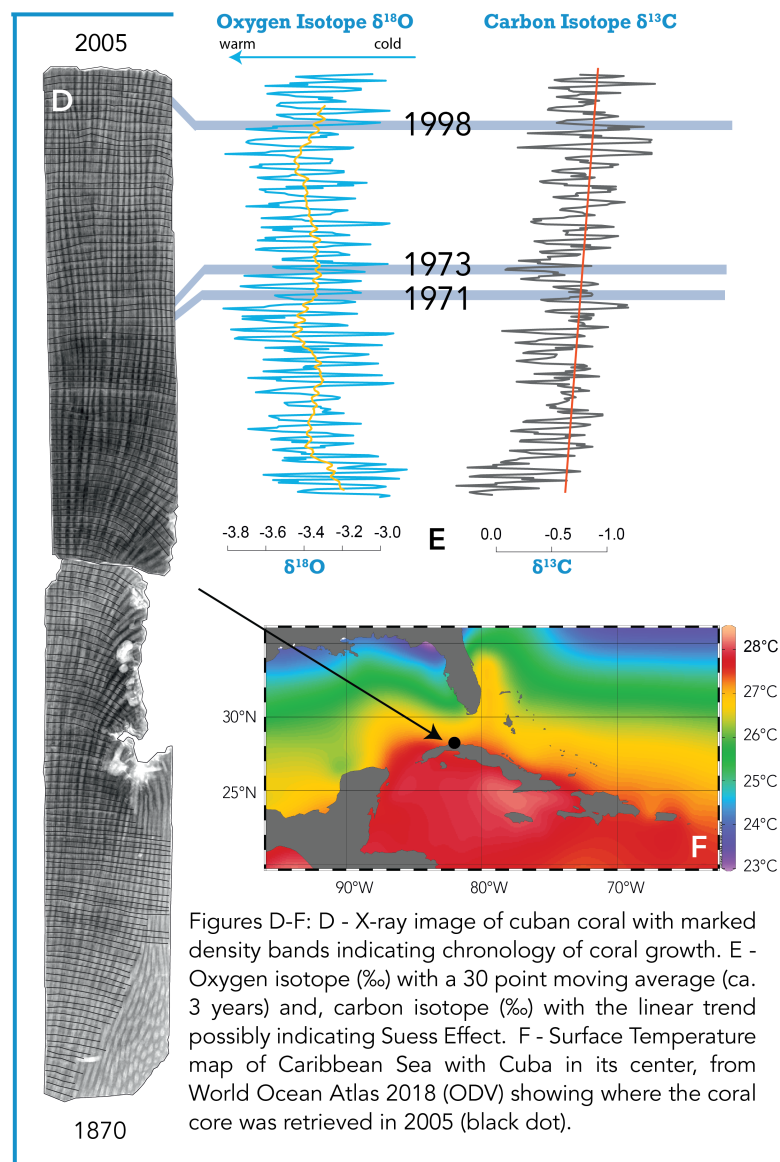 2005
D
Oxygen Isotope δ¹⁸O
warm cold
Carbon Isotope δ¹³C
1998
1973
1971
-3.8 -3.6 -3.4 -3.2 -3.0
δ¹⁸O
E
0.0 -0.5 -1.0
δ¹³C
30°N
25°N
90°W 80°W 70°W
F
28°C
27°C
26°C
25°C
24°C
23°C
Figures D-F: D - X-ray image of cuban coral with marked
density bands indicating chronology of coral growth. E -
Oxygen isotope (‰) with a 30 point moving average (ca.
3 years) and, carbon isotope (‰) with the linear trend
possibly indicating Suess Effect. F - Surface Temperature
map of Caribbean Sea with Cuba in its center, from
World Ocean Atlas 2018 (ODV) showing where the coral
core was retrieved in 2005 (black dot).
1870